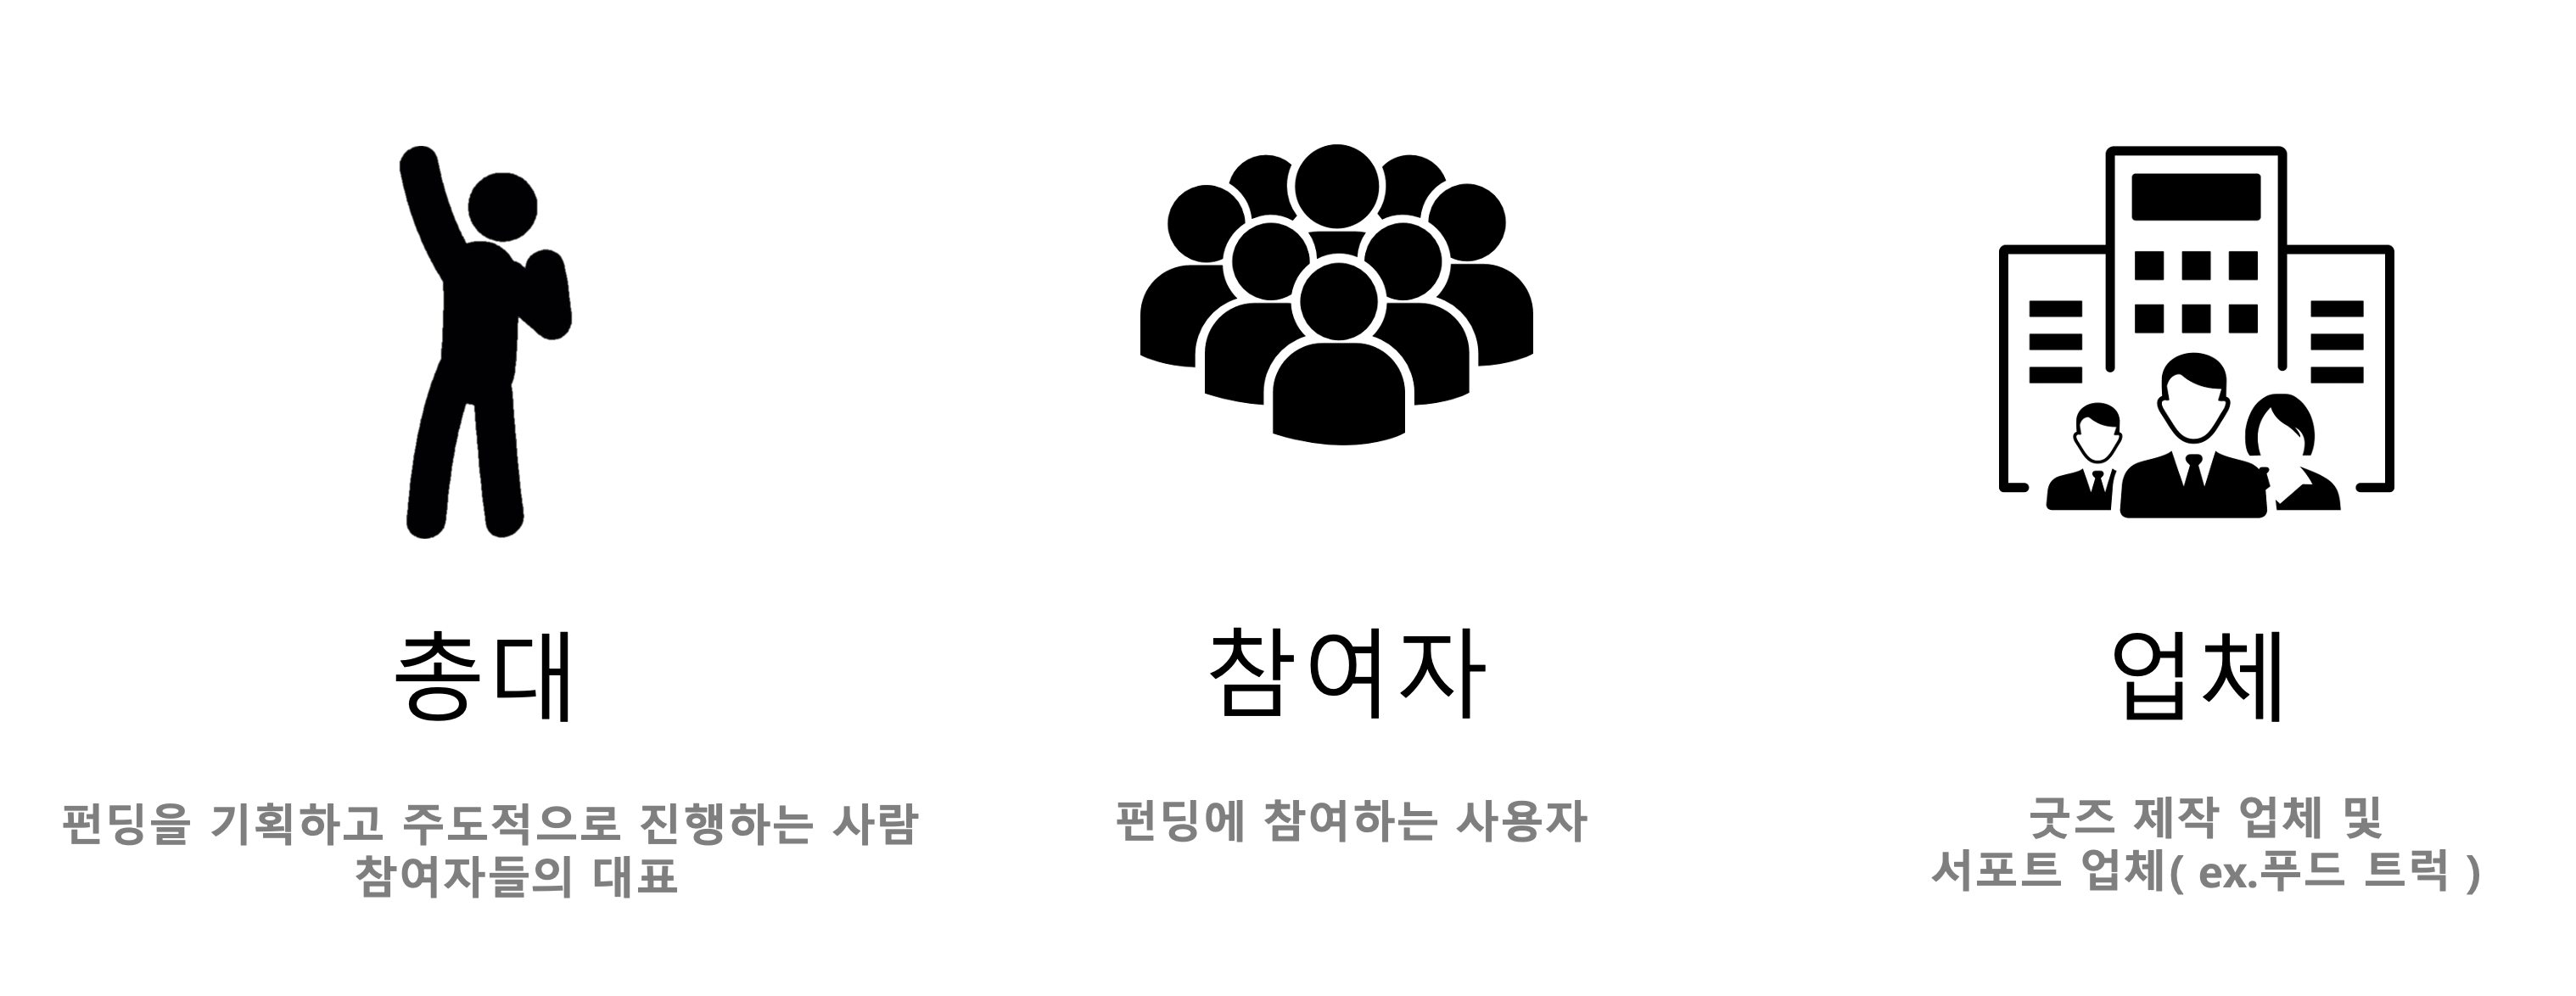 총대
펀딩을 기획하고 주도적으로 진행하는 사람
참여자들의 대표
참여자
펀딩에 참여하는 사용자
업체
굿즈 제작 업체 및
서포트 업체( ex.푸드 트럭 )